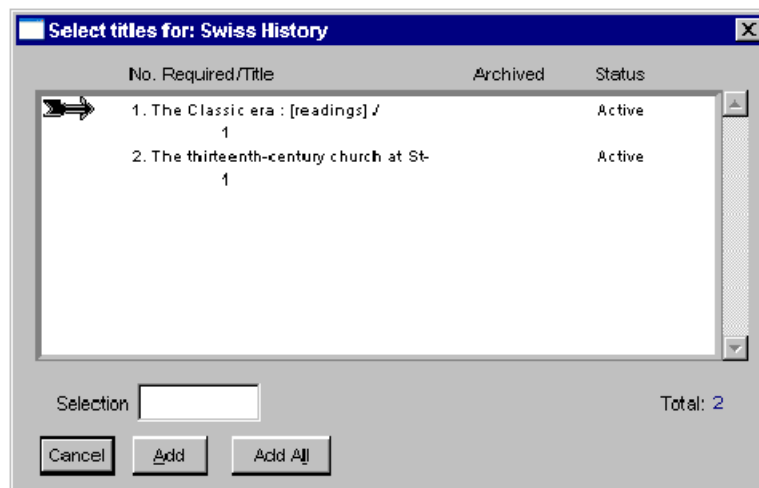 Select titles for: Swiss History
No. Required/Title Archived Status
1. The Classic era : [readings] / Active
1
2. The thirteenth-century church at St- Active
1
Selection Total: 2
Cancel Add Add All